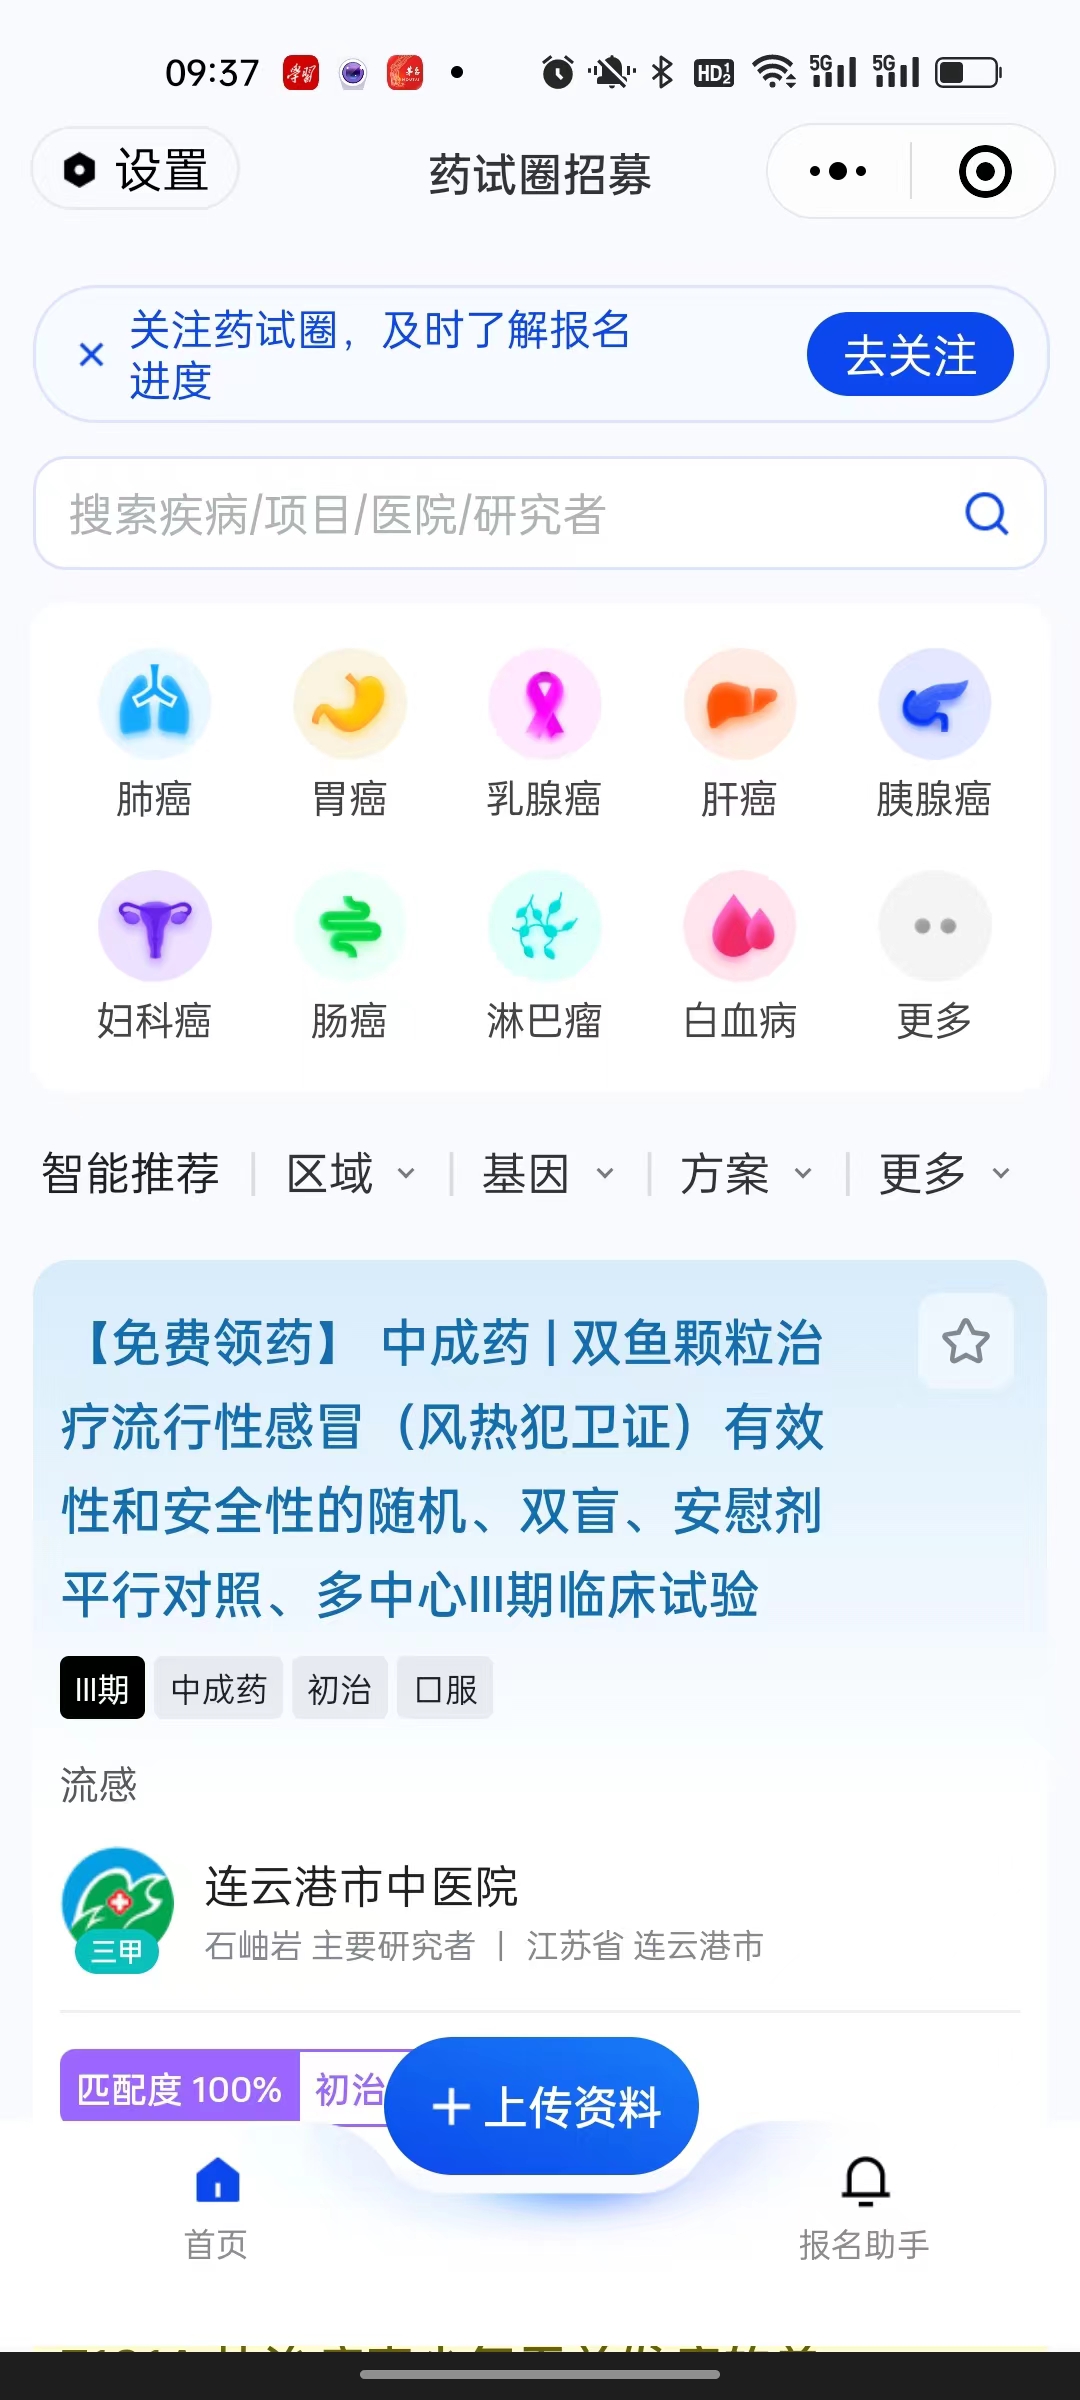 09:37
学習
HD 1 2
5G
5G
设置
药试圈招募
关注药试圈，及时了解报名
进度
去关注
搜索疾病/项目/医院/研究者
肺癌
胃癌
乳腺癌
肝癌
胰腺癌
妇科癌
肠癌
淋巴瘤
白血病
更多
智能推荐
区域
基因
方案
更多
【免费领药】 中成药 | 双鱼颗粒治
疗流行性感冒（风热犯卫证）有效
性和安全性的随机、双盲、安慰剂
平行对照、多中心III期临床试验
III期
中成药
初治
口服
流感
连云港市中医院
三甲
石岫岩 主要研究者 | 江苏省 连云港市
匹配度 100%
初治
上传资料
首页
报名助手